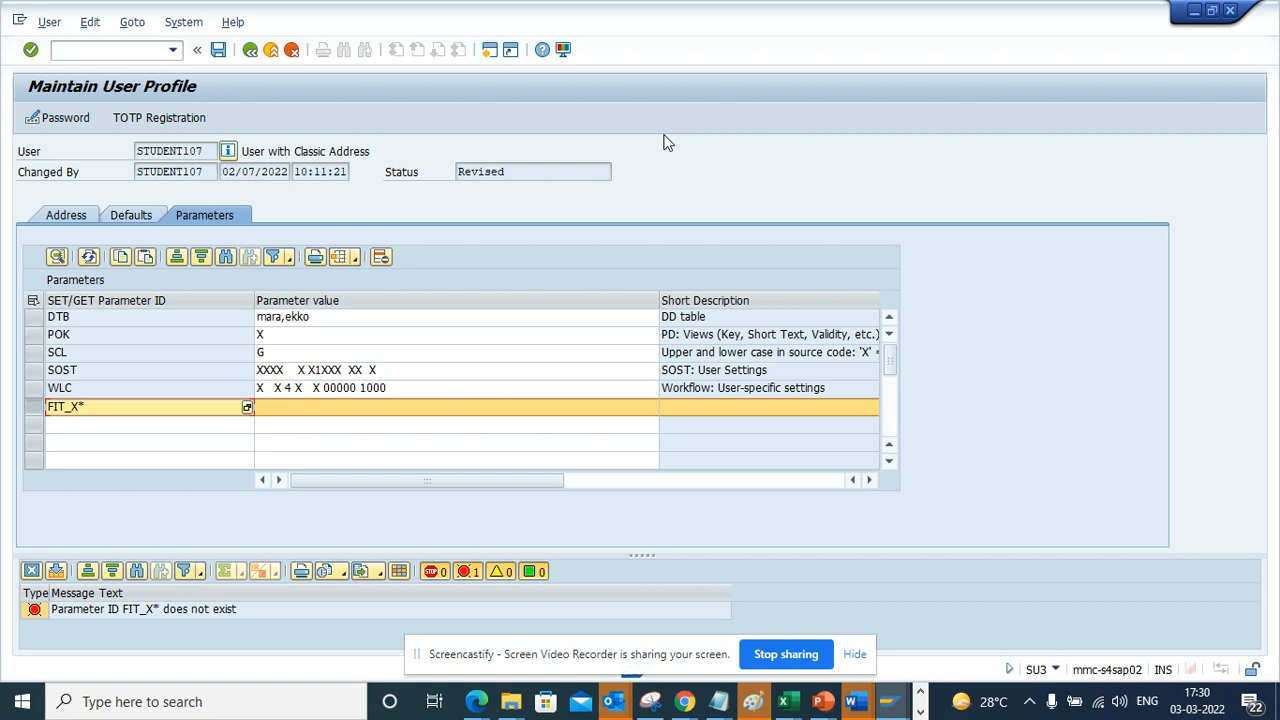 User Edit Goto System Help
Maintain User Profile
Password TOTP Registration
User STUDENT107 User with Classic Address
Changed By STUDENT107 02/07/2022 10:11:21 Status Revised
Address Defaults Parameters
Parameters
SET/GET Parameter ID Parameter value Short Description
DTB mara,ekko DD table
POK X PD: Views (Key, Short Text, Validity, etc.)
SCL G Upper and lower case in source code: 'X' =
SOST XXXX X X1XXX XX X SOST: User Settings
WLC X X 4 X X 00000 1000 Workflow: User-specific settings
FIT_X*
STOP 0 1 0 0
Type Message Text
Parameter ID FIT_X* does not exist
Screencastify - Screen Video Recorder is sharing your screen. Stop sharing Hide
SU3 mmc-s4sap02 INS
Type here to search 28°C ENG 17:30 03-03-2022 22